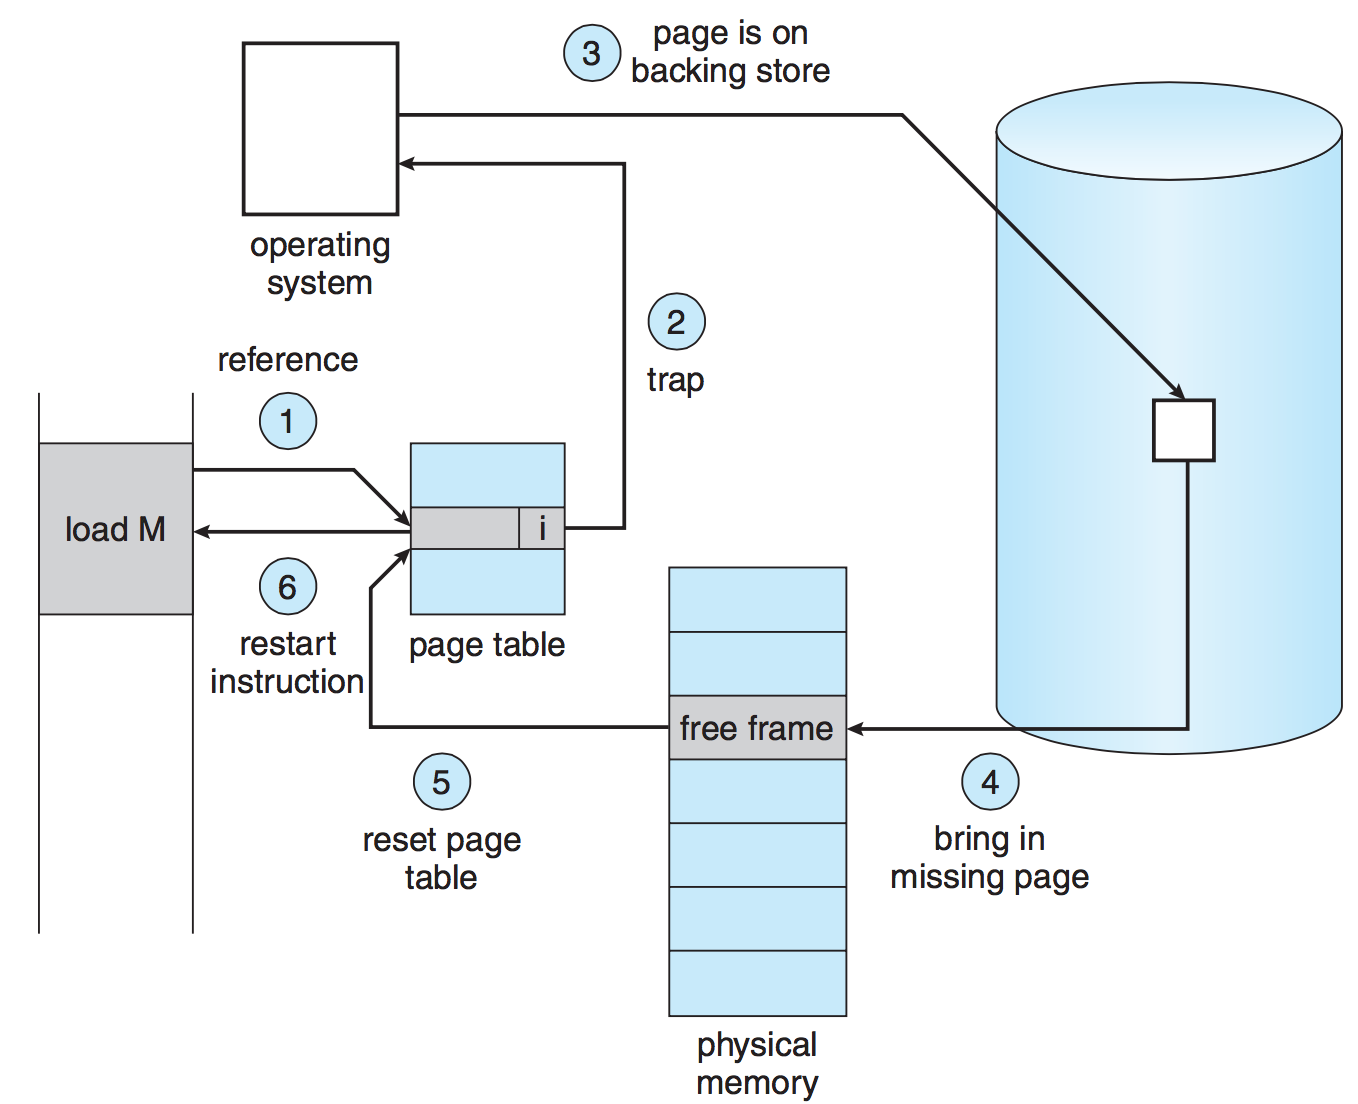 3
page is on
backing store
operating
system
2
trap
reference
1
load M
i
6
restart
instruction
page table
free frame
5
reset page
table
4
bring in
missing page
physical
memory